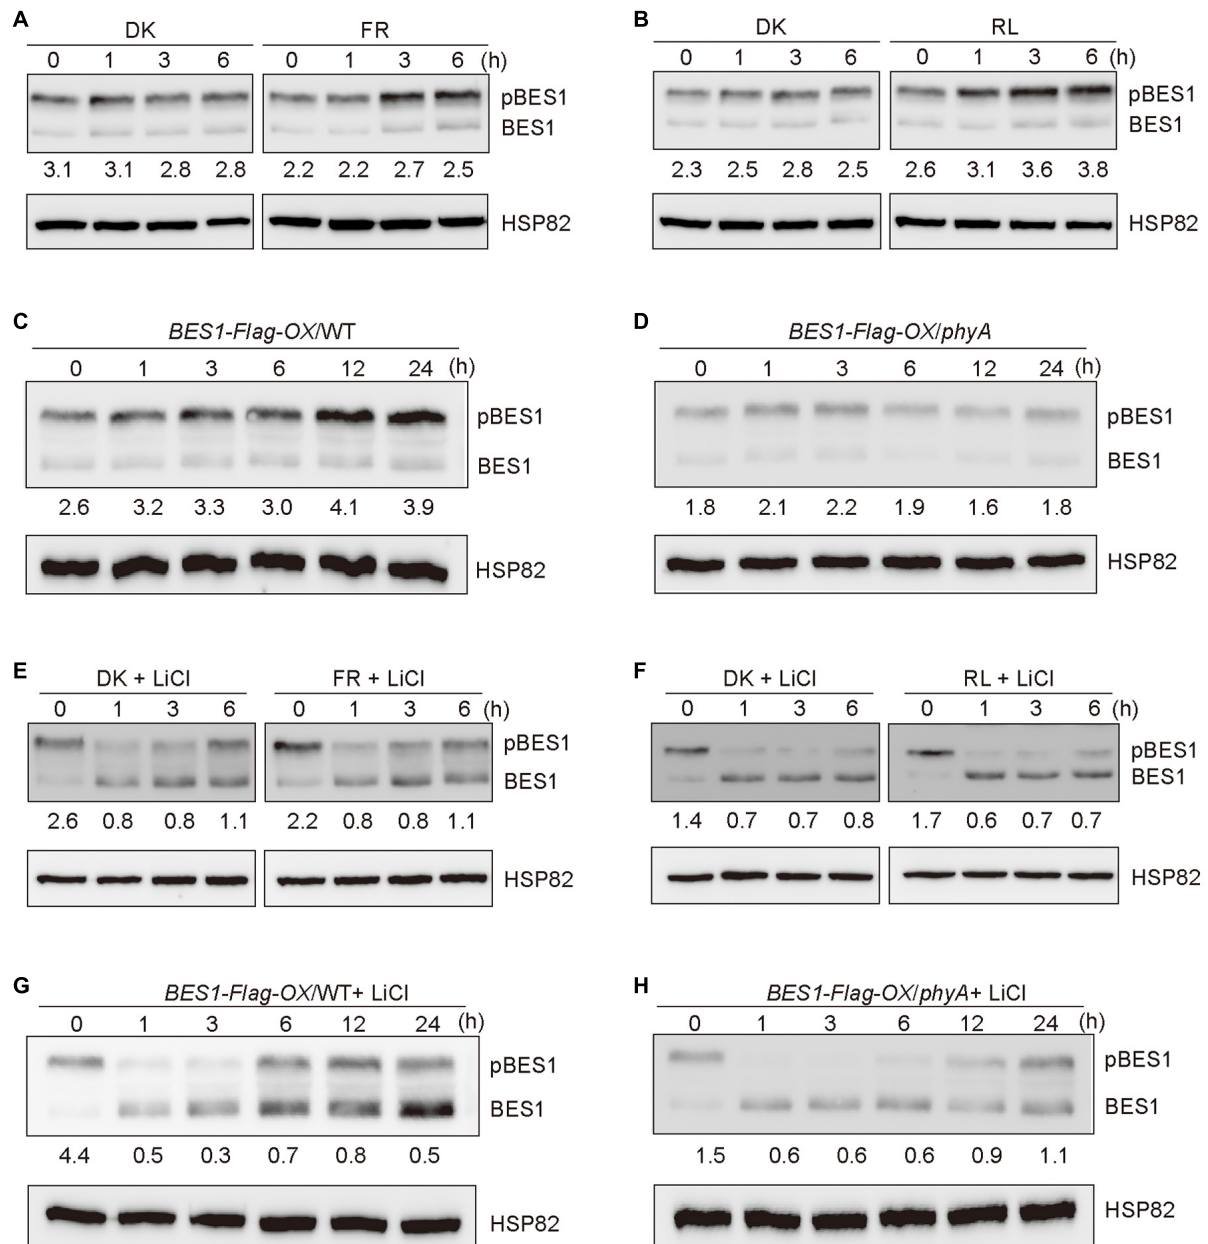 A
DK FR
0 1 3 6 0 1 3 6 (h)
pBES1
BES1
3.1 3.1 2.8 2.8 2.2 2.2 2.7 2.5
HSP82
B
DK RL
0 1 3 6 0 1 3 6 (h)
pBES1
BES1
2.3 2.5 2.8 2.5 2.6 3.1 3.6 3.8
HSP82
C
BES1-Flag-OX/WT
0 1 3 6 12 24 (h)
pBES1
BES1
2.6 3.2 3.3 3.0 4.1 3.9
HSP82
D
BES1-Flag-OX/phyA
0 1 3 6 12 24 (h)
pBES1
BES1
1.8 2.1 2.2 1.9 1.6 1.8
HSP82
E
DK + LiCl FR + LiCl
0 1 3 6 0 1 3 6 (h)
pBES1
BES1
2.6 0.8 0.8 1.1 2.2 0.8 0.8 1.1
HSP82
F
DK + LiCl RL + LiCl
0 1 3 6 0 1 3 6 (h)
pBES1
BES1
1.4 0.7 0.7 0.8 1.7 0.6 0.7 0.7
HSP82
G
BES1-Flag-OX/WT+ LiCl
0 1 3 6 12 24 (h)
pBES1
BES1
4.4 0.5 0.3 0.7 0.8 0.5
HSP82
H
BES1-Flag-OX/phyA+ LiCl
0 1 3 6 12 24 (h)
pBES1
BES1
1.5 0.6 0.6 0.6 0.9 1.1
HSP82